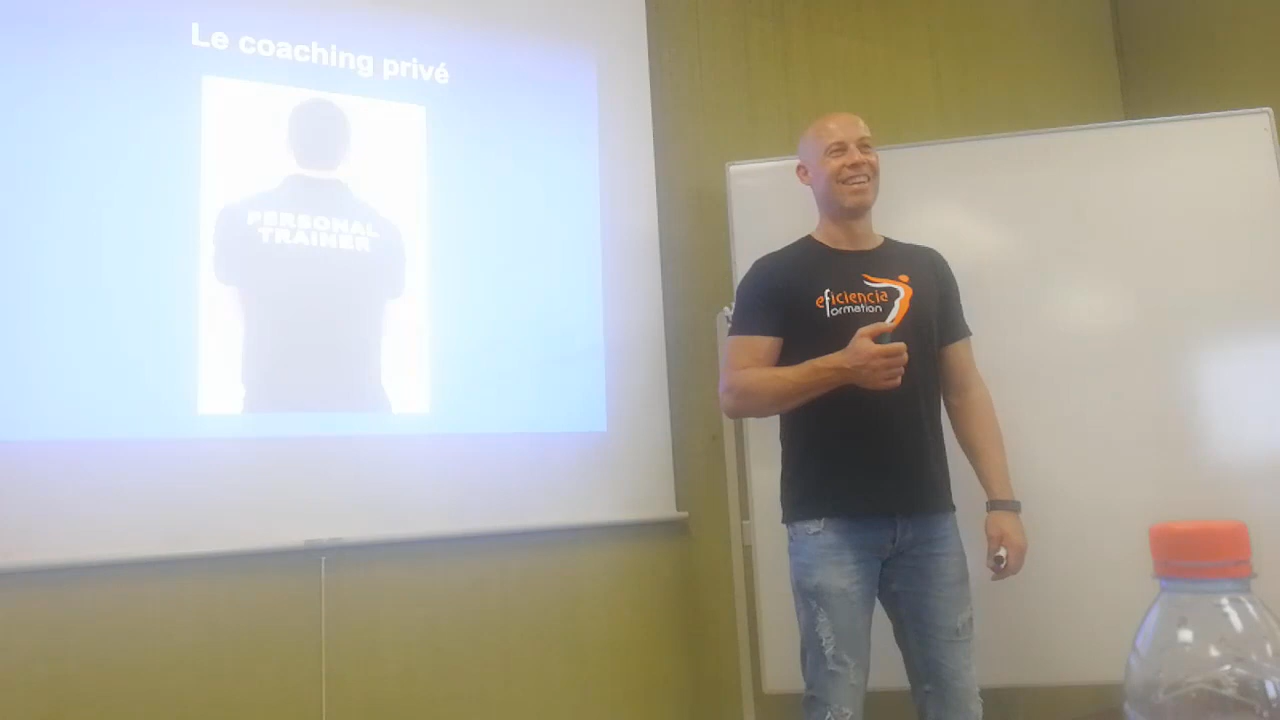 Le coaching privé
PERSONAL
TRAINER
eficiencia
formation